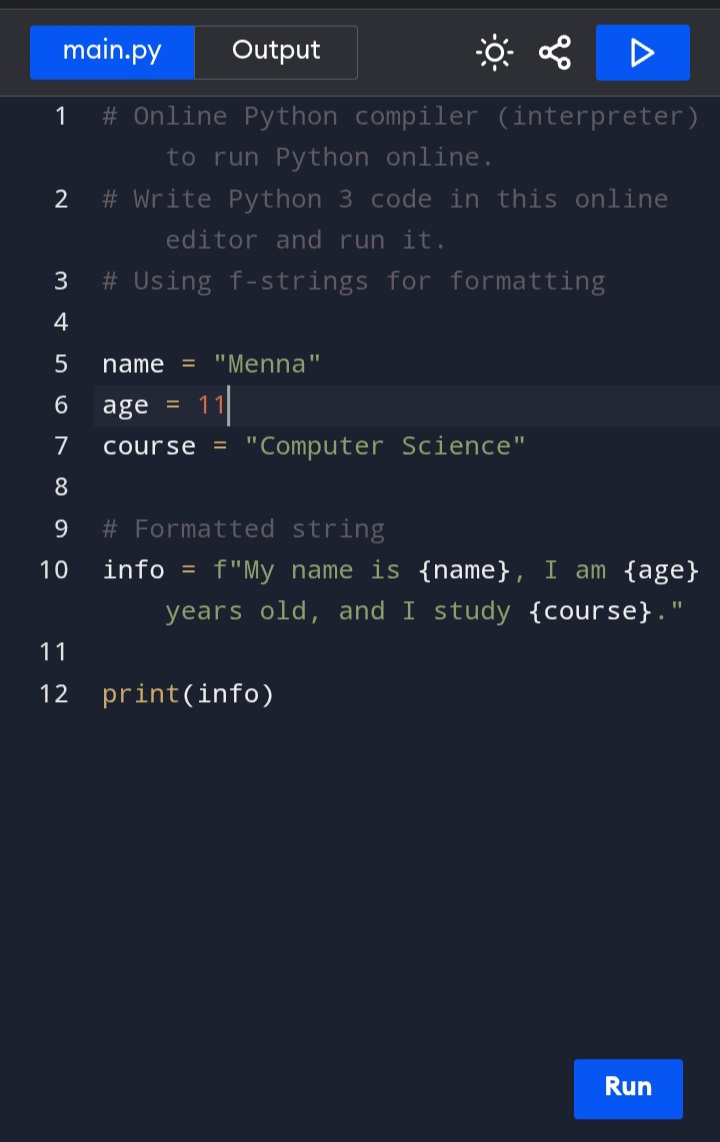 main.py Output
1 # Online Python compiler (interpreter)
to run Python online.
2 # Write Python 3 code in this online
editor and run it.
3 # Using f-strings for formatting
4
5 name = "Menna"
6 age = 11
7 course = "Computer Science"
8
9 # Formatted string
10 info = f"My name is {name}, I am {age}
years old, and I study {course}."
11
12 print(info)
Run